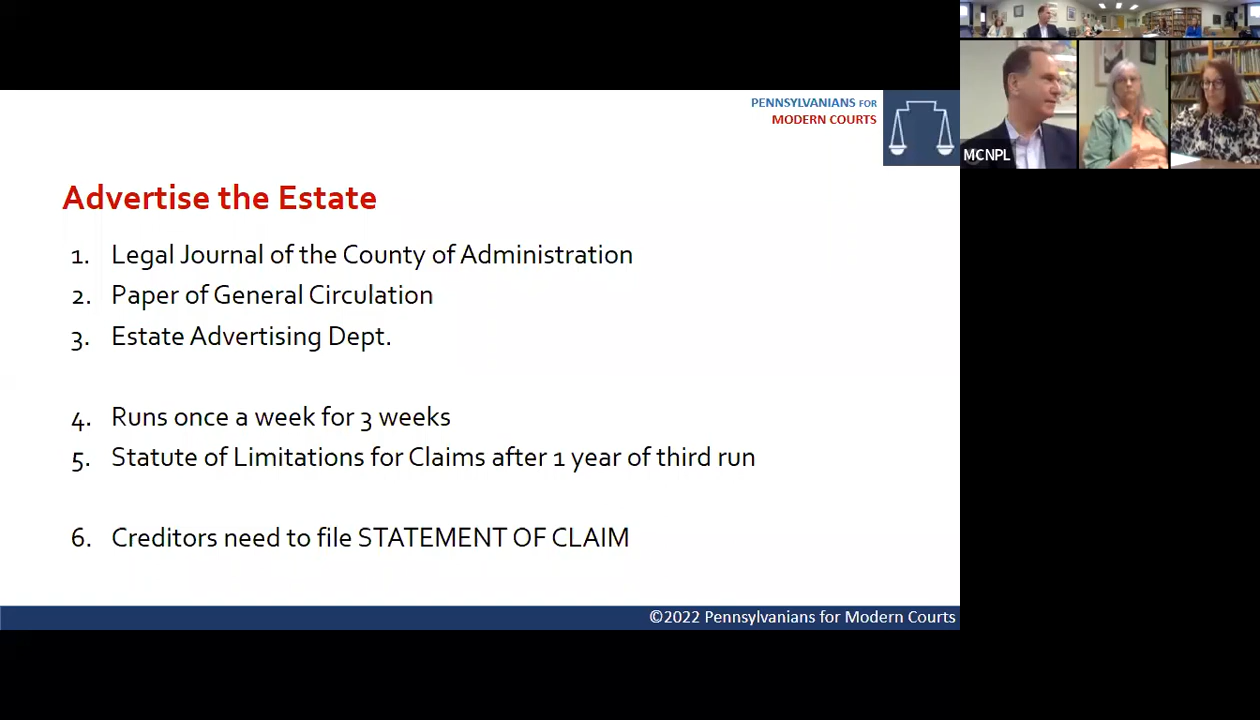 PENNSYLVANIANS FOR
MODERN COURTS
MCNPL
Advertise the Estate
1. Legal Journal of the County of Administration
2. Paper of General Circulation
3. Estate Advertising Dept.
4. Runs once a week for 3 weeks
5. Statute of Limitations for Claims after 1 year of third run
6. Creditors need to file STATEMENT OF CLAIM
©2022 Pennsylvanians for Modern Courts